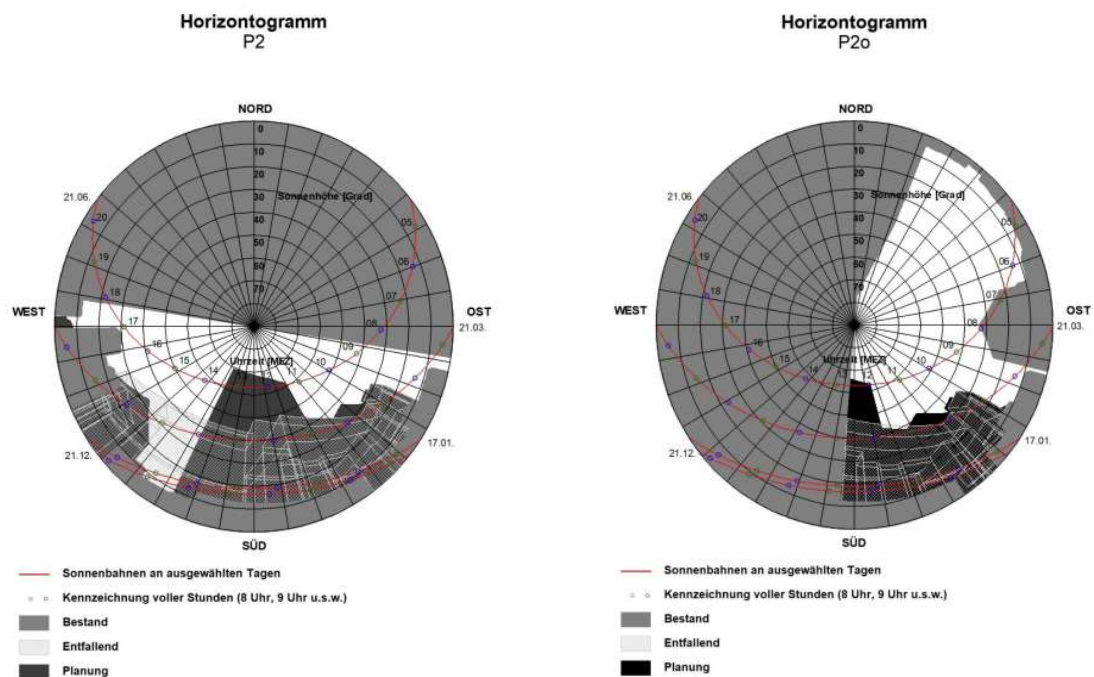 Horizontogramm
P2
NORD
0
10
20
30
40
50
60
70
Sonnenhöhe [Grad]
21.06.
20
19
18
17
16
15
14
13
12
11
10
09
08
07
06
05
WEST
OST
21.03.
Uhrzeit [MEZ]
21.12.
17.01.
SÜD
Sonnenbahnen an ausgewählten Tagen
Kennzeichnung voller Stunden (8 Uhr, 9 Uhr u.s.w.)
Bestand
Entfallend
Planung
Horizontogramm
P2o
NORD
0
10
20
30
40
50
60
70
Sonnenhöhe [Grad]
21.06.
20
19
18
17
16
15
14
13
12
11
10
09
08
07
06
05
WEST
OST
21.03.
Uhrzeit [MEZ]
21.12.
17.01.
SÜD
Sonnenbahnen an ausgewählten Tagen
Kennzeichnung voller Stunden (8 Uhr, 9 Uhr u.s.w.)
Bestand
Entfallend
Planung